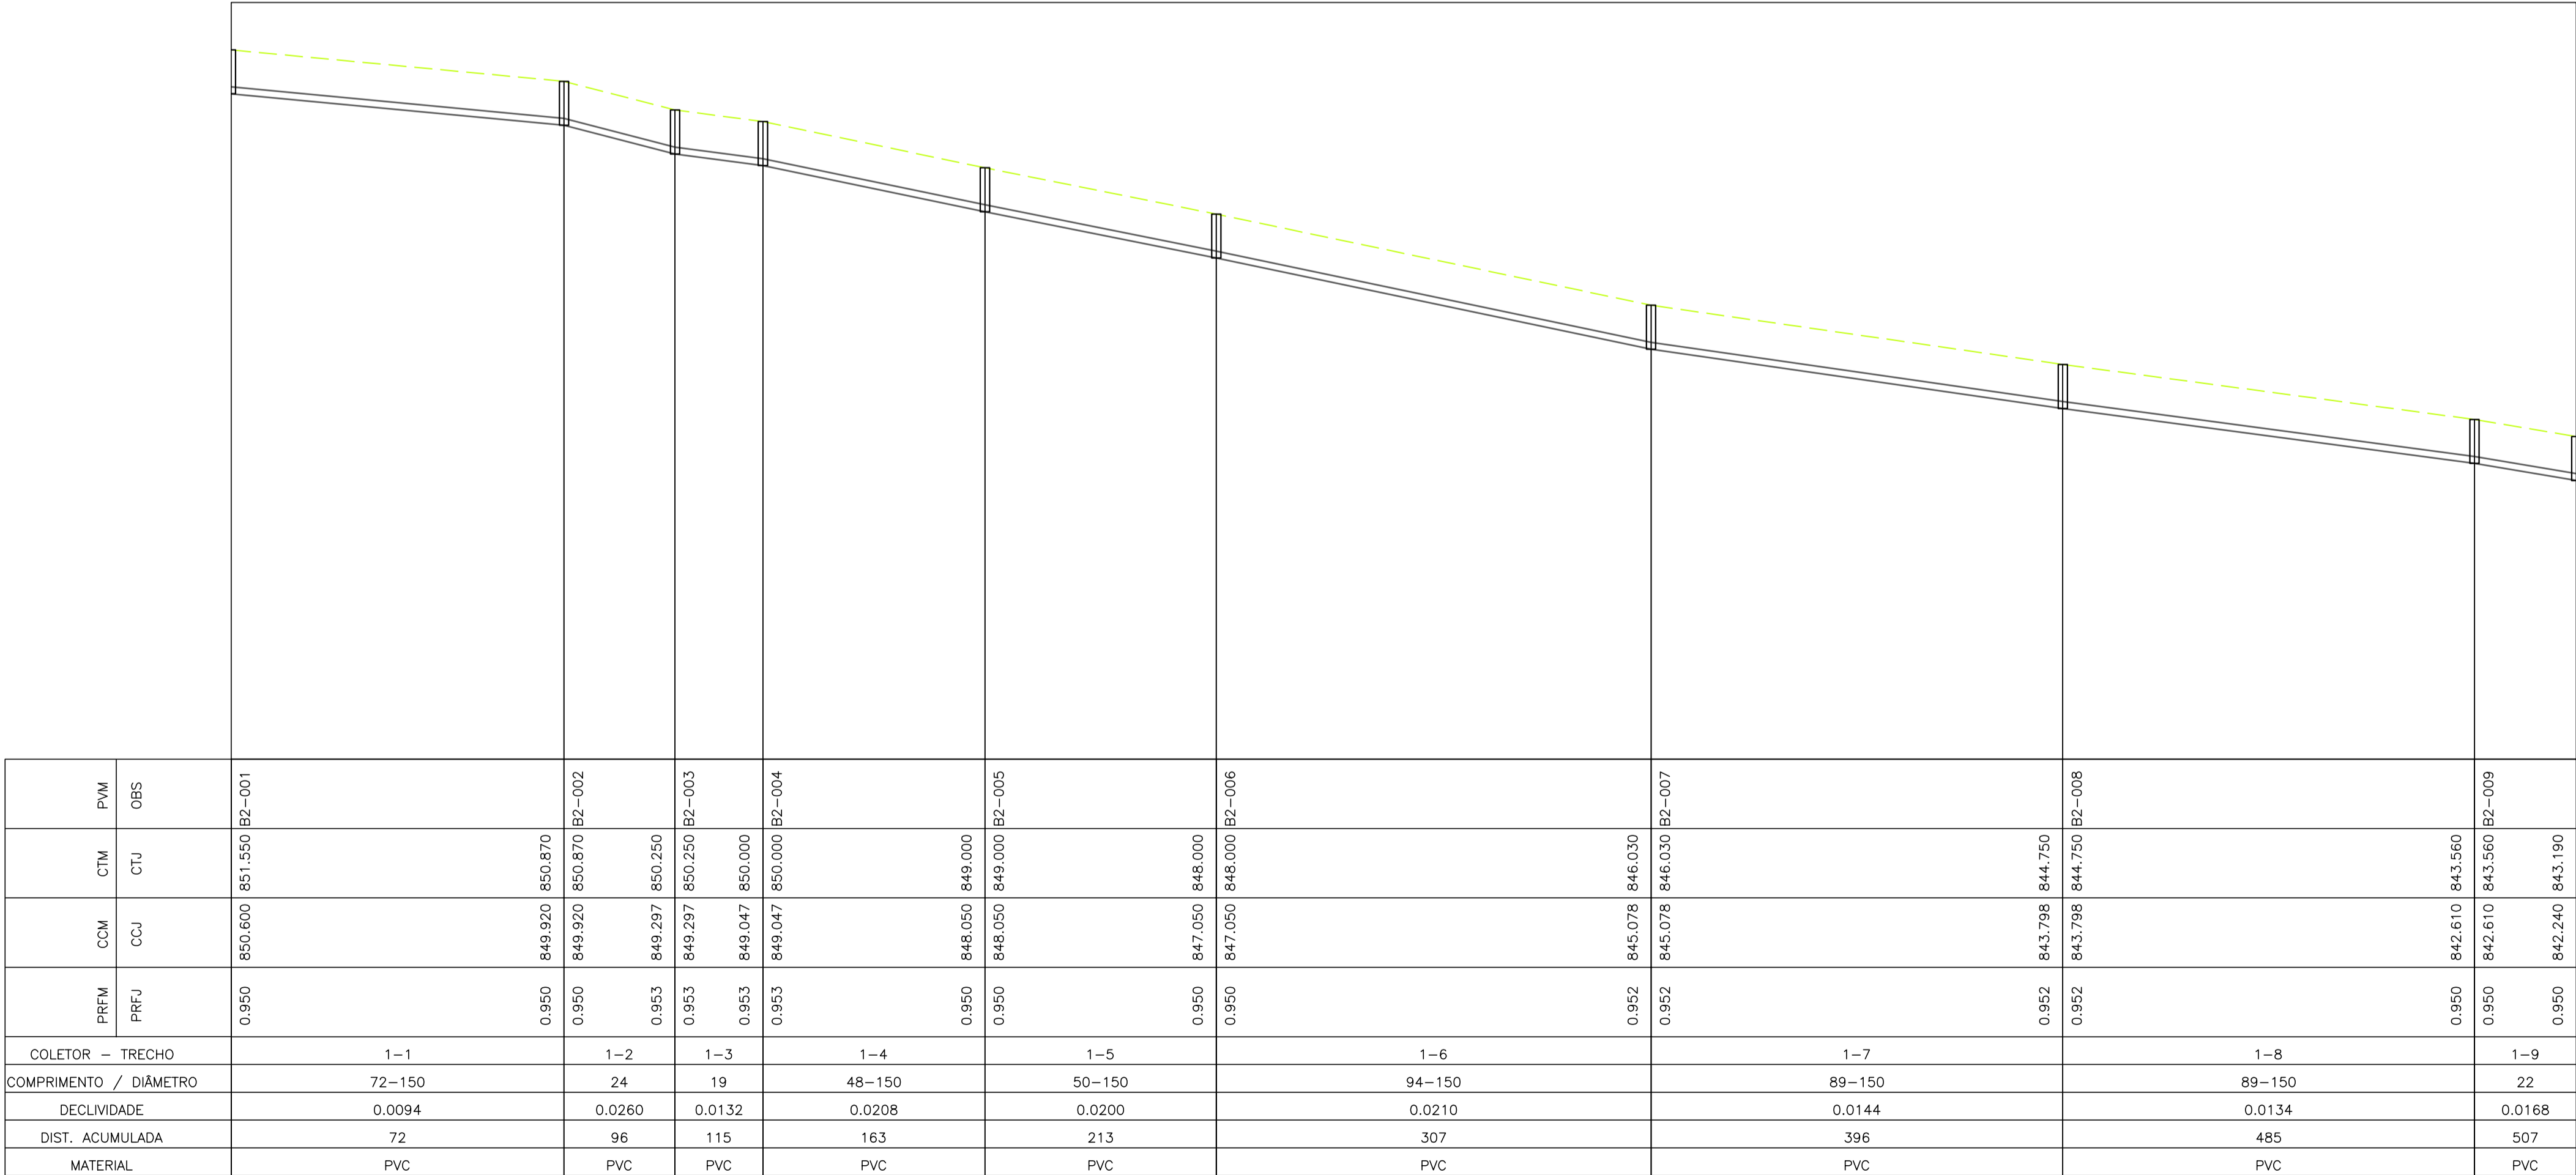 PVM OBS B2-001 B2-002 B2-003 B2-004 B2-005 B2-006 B2-007 B2-008 B2-009
CTM CTJ 851.550 850.870 850.870 850.250 850.250 850.000 850.000 849.000 849.000 848.000 848.000 846.030 846.030 844.750 844.750 843.560 843.560 843.190
CCM CCJ 850.600 849.920 849.920 849.297 849.297 849.047 849.047 848.050 848.050 847.050 847.050 845.078 845.078 843.798 843.798 842.610 842.610 842.240
PRFM PRFJ 0.950 0.950 0.950 0.953 0.953 0.953 0.953 0.950 0.950 0.950 0.950 0.952 0.952 0.952 0.952 0.950 0.950 0.950
COLETOR – TRECHO 1–1 1–2 1–3 1–4 1–5 1–6 1–7 1–8 1–9
COMPRIMENTO / DIÂMETRO 72–150 24 19 48–150 50–150 94–150 89–150 89–150 22
DECLIVIDADE 0.0094 0.0260 0.0132 0.0208 0.0200 0.0210 0.0144 0.0134 0.0168
DIST. ACUMULADA 72 96 115 163 213 307 396 485 507
MATERIAL PVC PVC PVC PVC PVC PVC PVC PVC PVC